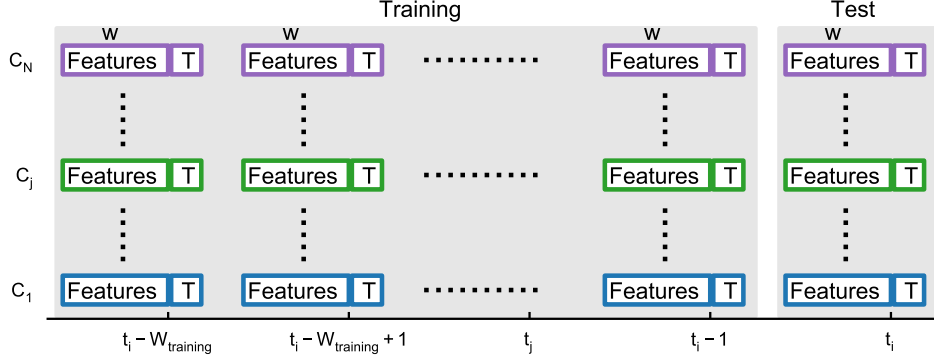 Training Test
w w w w
C_N Features T Features T Features T Features T
C_j Features T Features T Features T Features T
C_1 Features T Features T Features T Features T
t_i − W_training t_i − W_training + 1 t_j t_i − 1 t_i